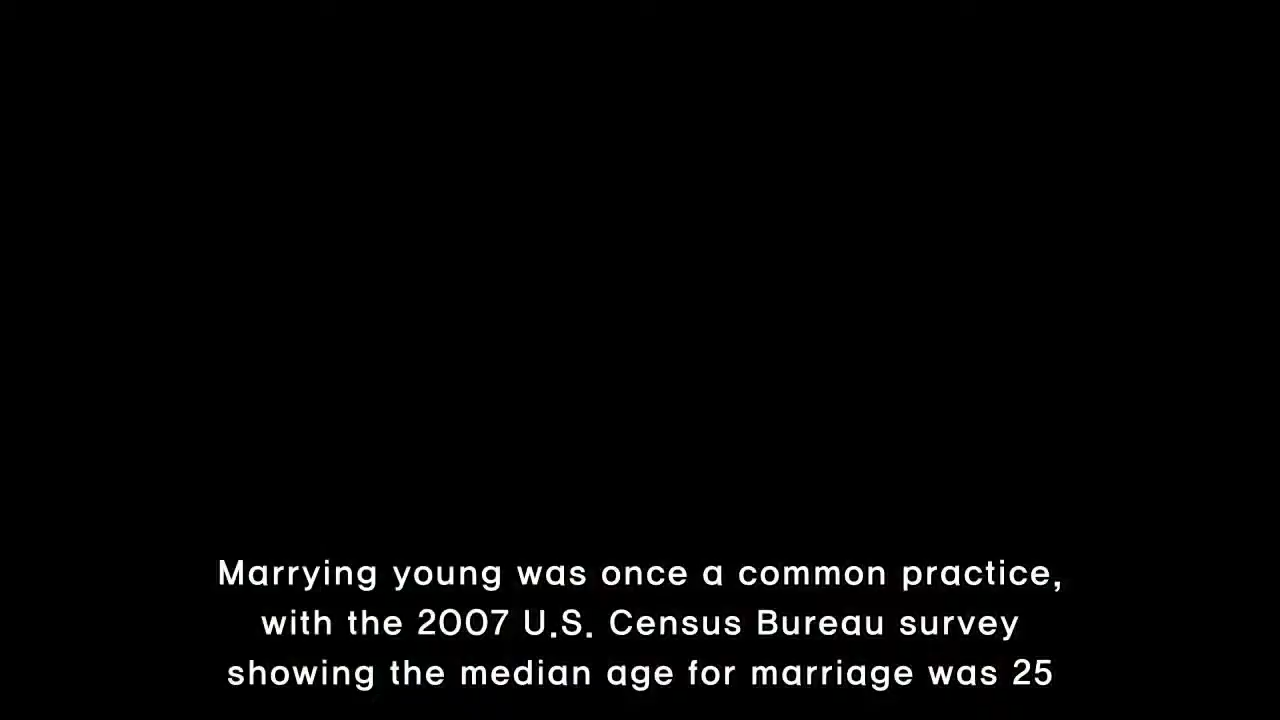 Marrying young was once a common practice,
with the 2007 U.S. Census Bureau survey
showing the median age for marriage was 25